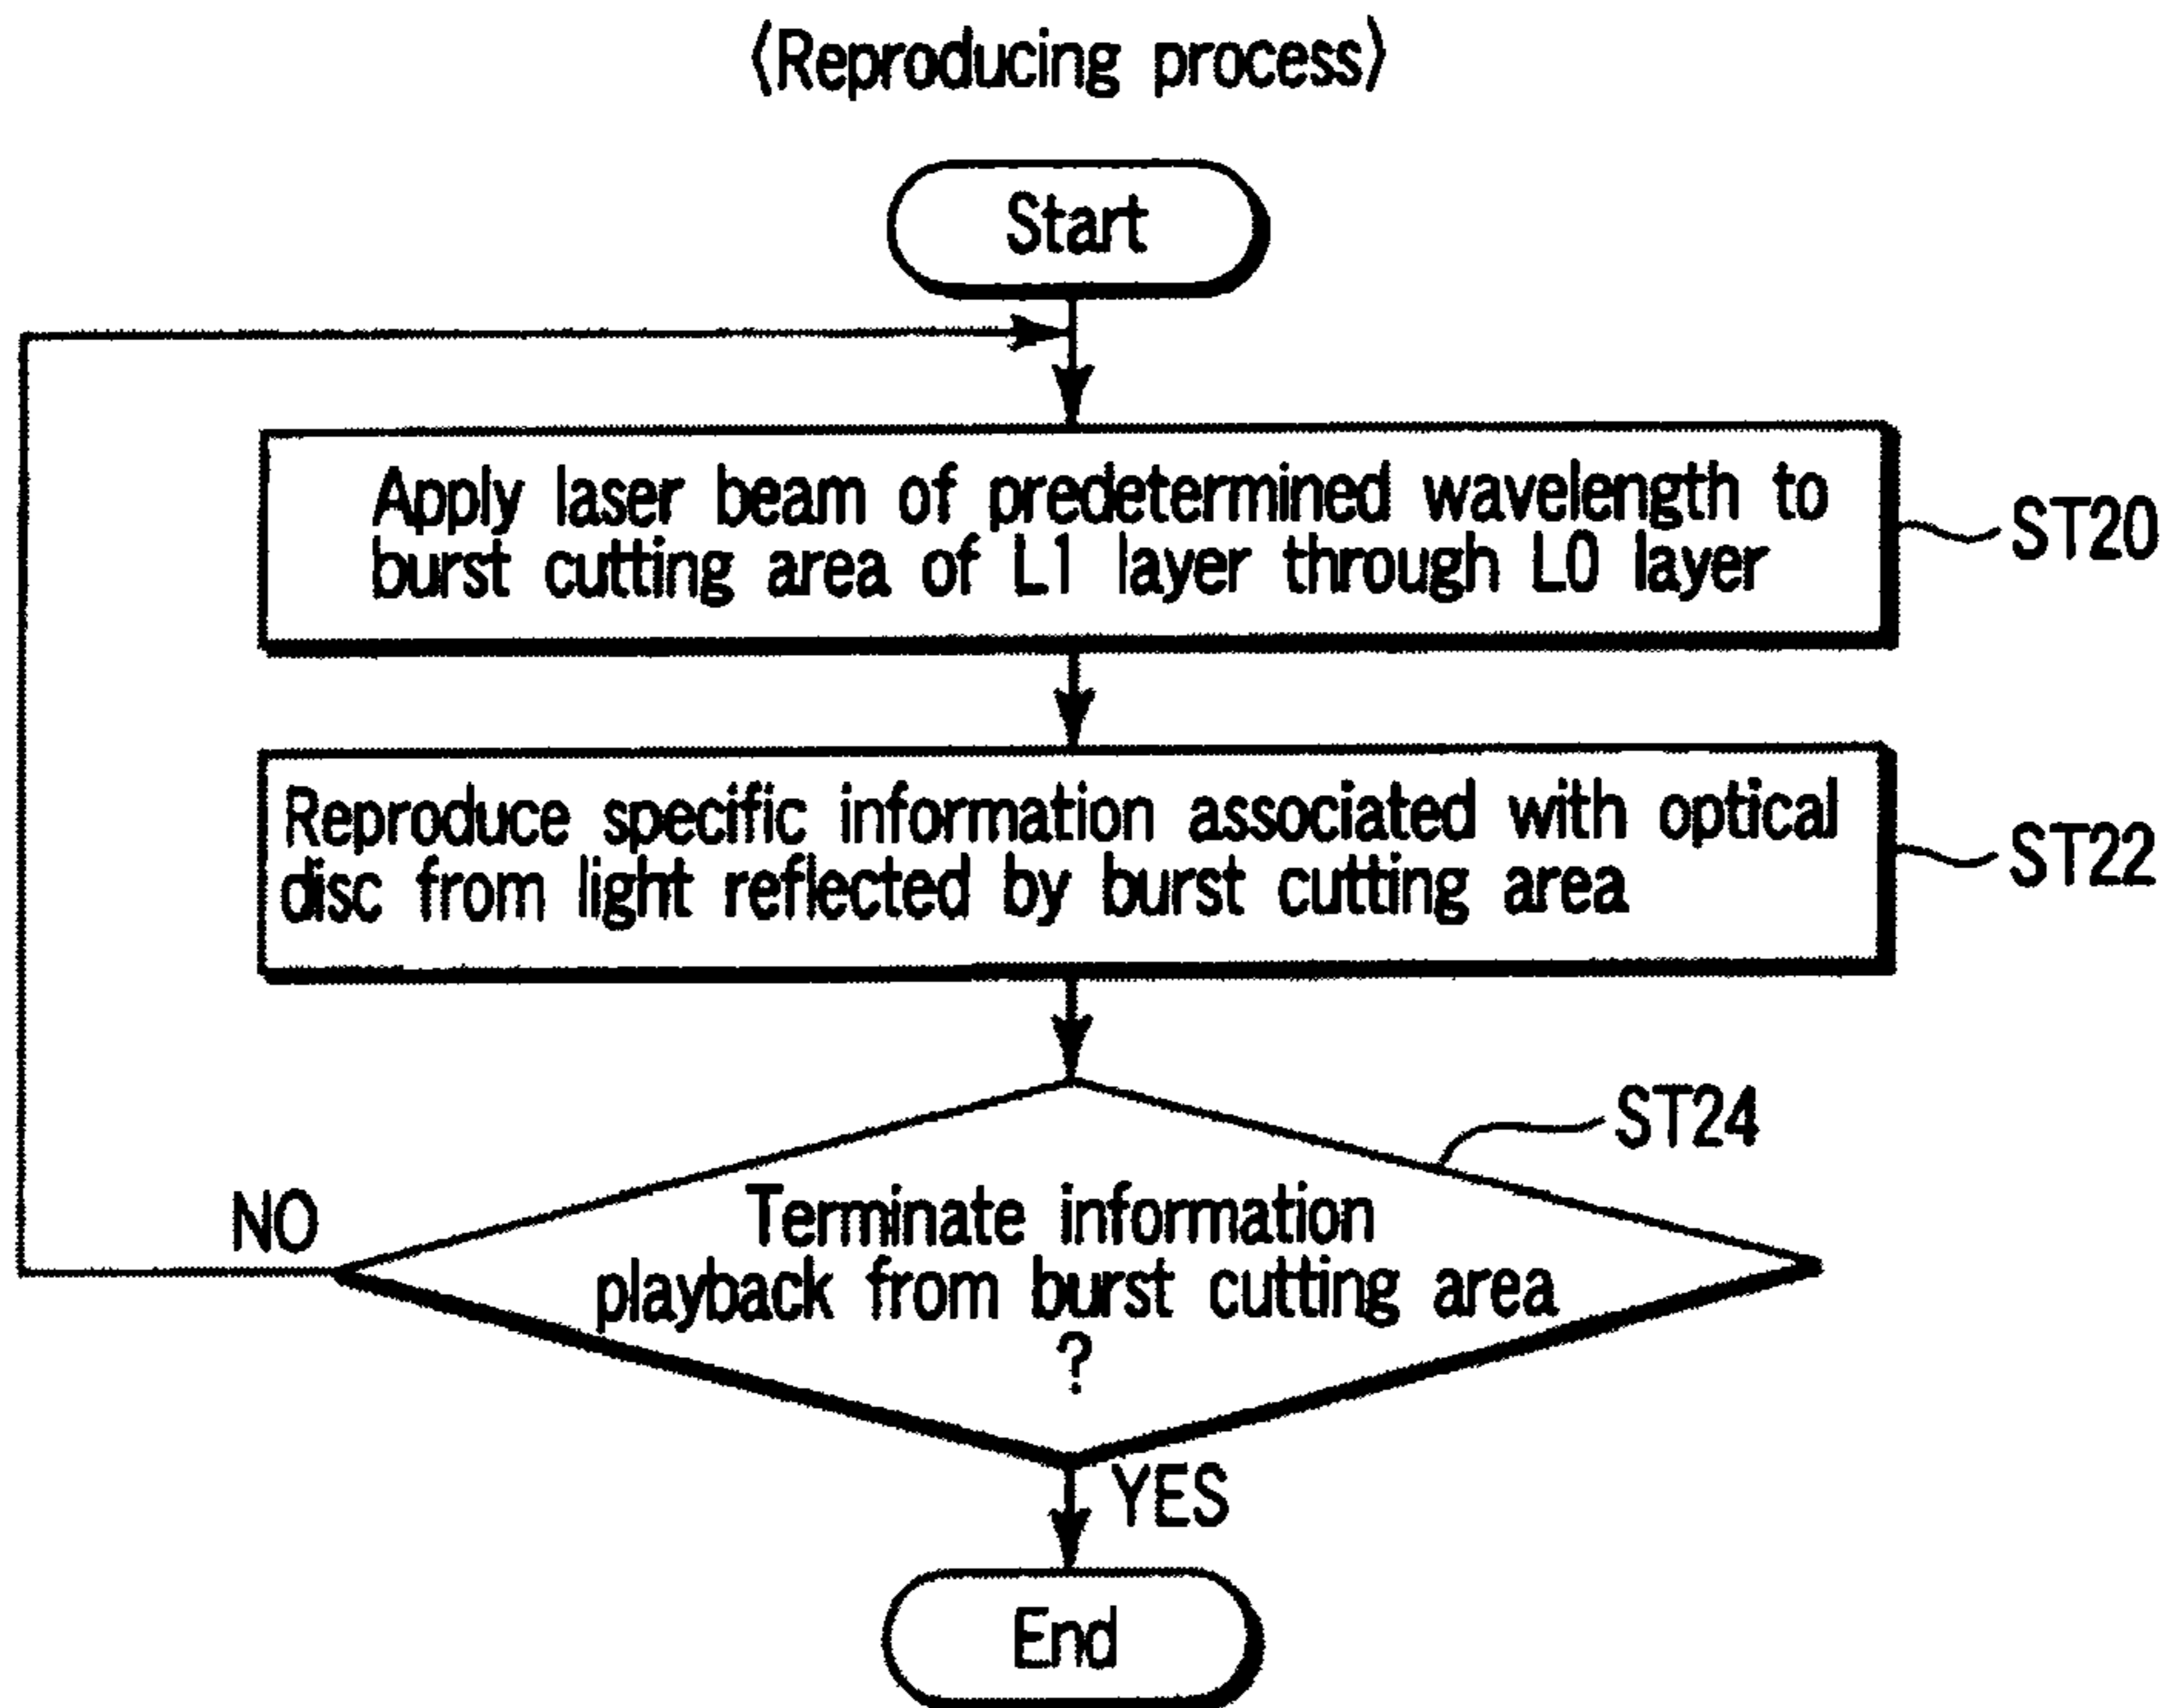 (Reproducing process)
Start
Apply laser beam of predetermined wavelength to
burst cutting area of L1 layer through L0 layer
ST20
Reproduce specific information associated with optical
disc from light reflected by burst cutting area
ST22
ST24
Terminate information
playback from burst cutting area
?
NO
YES
End